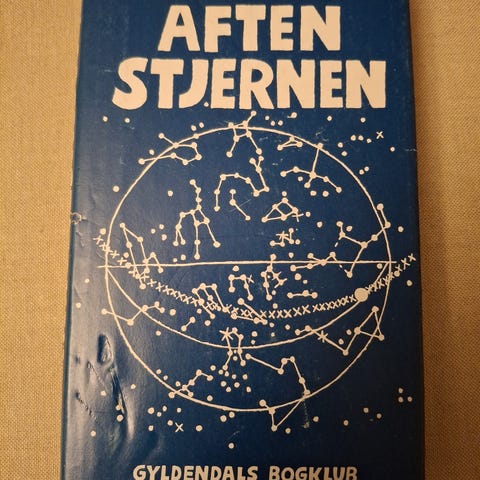 AFTEN
STJERNEN
GYLDENDALS BOGKLUB